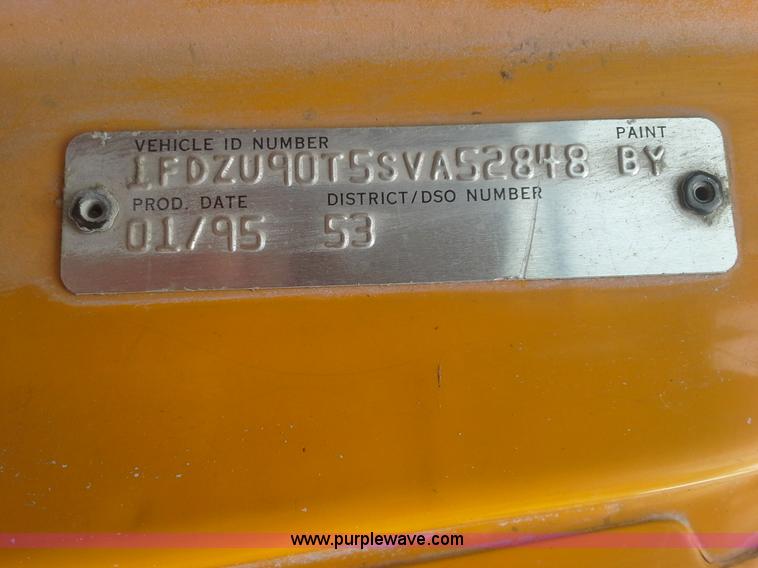 VEHICLE ID NUMBER PAINT
1FDZU90T5SVA52848 BY
PROD. DATE DISTRICT/DSO NUMBER
01/95 53
www.purplewave.com